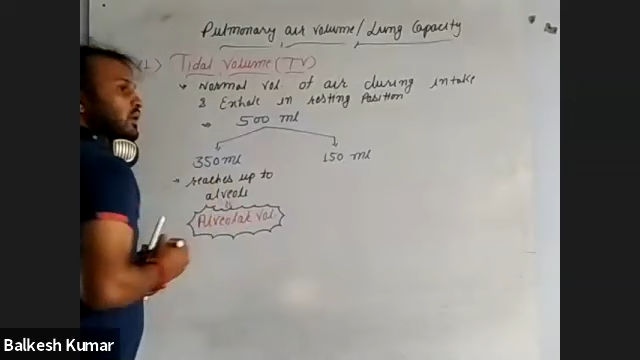 Pulmonary air volume/Lung Capacity
1) Tidal Volume (TV)
→ Normal vol. of air during intake
& Exhale in resting Position
→ 500 ml
350 ml 150 ml
→ reaches up to
alveoli
Alveolar vol.
Balkesh Kumar